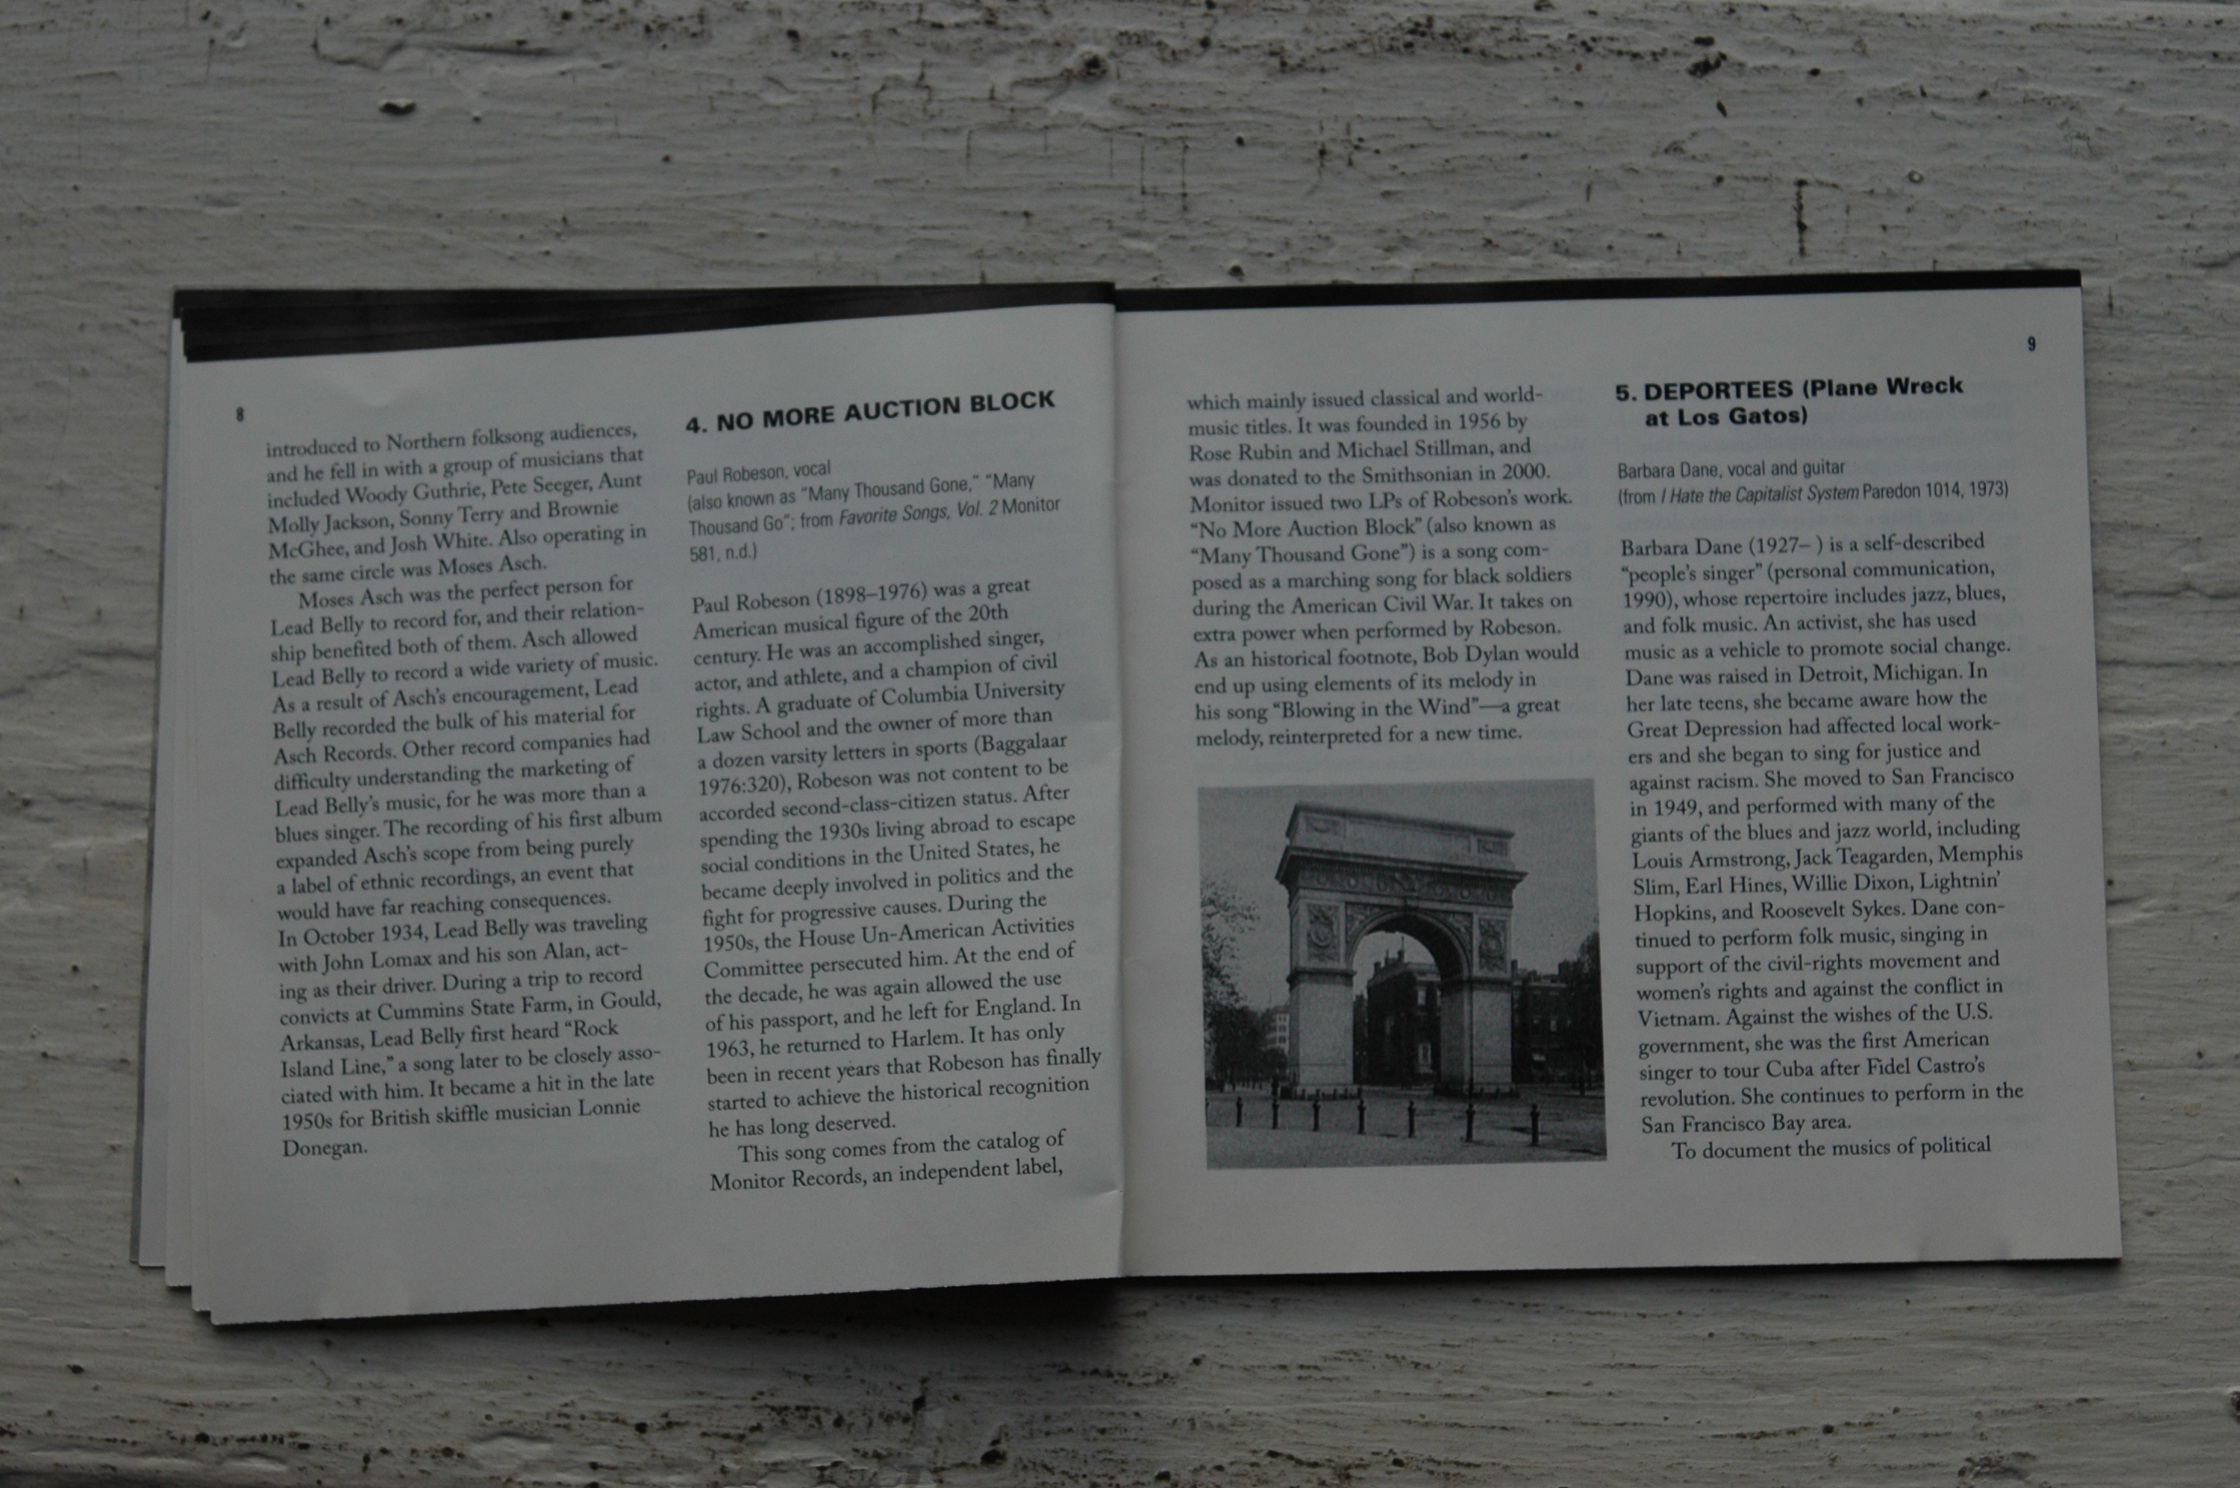 8
introduced to Northern folksong audiences,
and he fell in with a group of musicians that
included Woody Guthrie, Pete Seeger, Aunt
Molly Jackson, Sonny Terry and Brownie
McGhee, and Josh White. Also operating in
the same circle was Moses Asch.
Moses Asch was the perfect person for
Lead Belly to record for, and their relation-
ship benefited both of them. Asch allowed
Lead Belly to record a wide variety of music.
As a result of Asch's encouragement, Lead
Belly recorded the bulk of his material for
Asch Records. Other record companies had
difficulty understanding the marketing of
Lead Belly's music, for he was more than a
blues singer. The recording of his first album
expanded Asch's scope from being purely
a label of ethnic recordings, an event that
would have far reaching consequences.
In October 1934, Lead Belly was traveling
with John Lomax and his son Alan, act-
ing as their driver. During a trip to record
convicts at Cummins State Farm, in Gould,
Arkansas, Lead Belly first heard “Rock
Island Line,” a song later to be closely asso-
ciated with him. It became a hit in the late
1950s for British skiffle musician Lonnie
Donegan.
4. NO MORE AUCTION BLOCK
Paul Robeson, vocal
(also known as “Many Thousand Gone,” “Many
Thousand Go”; from Favorite Songs, Vol. 2 Monitor
581, n.d.)
Paul Robeson (1898–1976) was a great
American musical figure of the 20th
century. He was an accomplished singer,
actor, and athlete, and a champion of civil
rights. A graduate of Columbia University
Law School and the owner of more than
a dozen varsity letters in sports (Baggalaar
1976:320), Robeson was not content to be
accorded second-class-citizen status. After
spending the 1930s living abroad to escape
social conditions in the United States, he
became deeply involved in politics and the
fight for progressive causes. During the
1950s, the House Un-American Activities
Committee persecuted him. At the end of
the decade, he was again allowed the use
of his passport, and he left for England. In
1963, he returned to Harlem. It has only
been in recent years that Robeson has finally
started to achieve the historical recognition
he has long deserved.
This song comes from the catalog of
Monitor Records, an independent label,
9
which mainly issued classical and world-
music titles. It was founded in 1956 by
Rose Rubin and Michael Stillman, and
was donated to the Smithsonian in 2000.
Monitor issued two LPs of Robeson's work.
“No More Auction Block” (also known as
“Many Thousand Gone”) is a song com-
posed as a marching song for black soldiers
during the American Civil War. It takes on
extra power when performed by Robeson.
As an historical footnote, Bob Dylan would
end up using elements of its melody in
his song “Blowing in the Wind”—a great
melody, reinterpreted for a new time.
5. DEPORTEES (Plane Wreck
at Los Gatos)
Barbara Dane, vocal and guitar
(from I Hate the Capitalist System Paredon 1014, 1973)
Barbara Dane (1927– ) is a self-described
“people's singer” (personal communication,
1990), whose repertoire includes jazz, blues,
and folk music. An activist, she has used
music as a vehicle to promote social change.
Dane was raised in Detroit, Michigan. In
her late teens, she became aware how the
Great Depression had affected local work-
ers and she began to sing for justice and
against racism. She moved to San Francisco
in 1949, and performed with many of the
giants of the blues and jazz world, including
Louis Armstrong, Jack Teagarden, Memphis
Slim, Earl Hines, Willie Dixon, Lightnin'
Hopkins, and Roosevelt Sykes. Dane con-
tinued to perform folk music, singing in
support of the civil-rights movement and
women's rights and against the conflict in
Vietnam. Against the wishes of the U.S.
government, she was the first American
singer to tour Cuba after Fidel Castro's
revolution. She continues to perform in the
San Francisco Bay area.
To document the musics of political